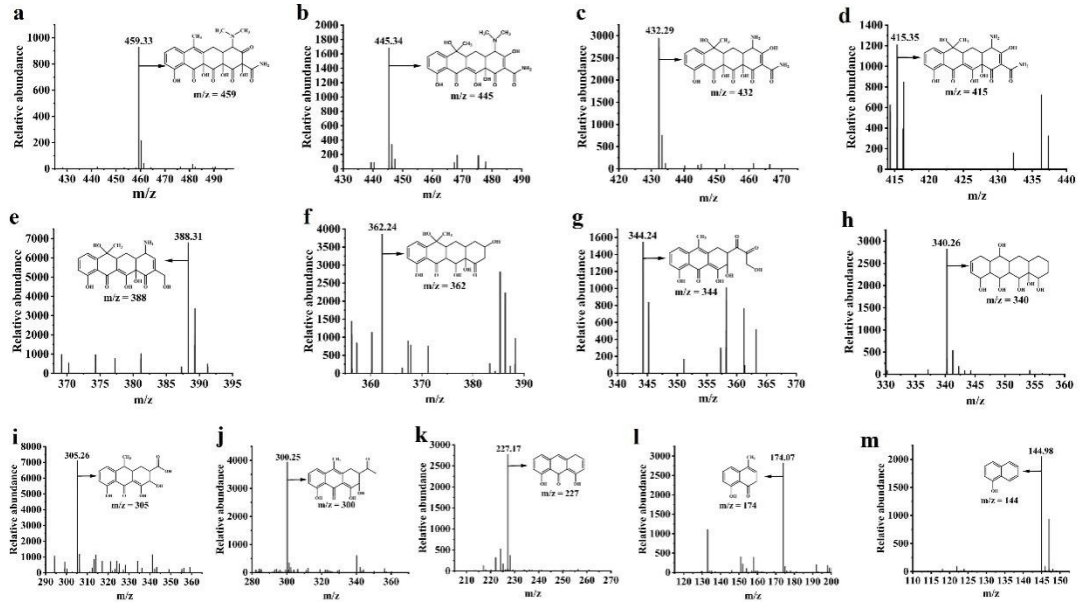 a
459.33
Relative abundance
m/z = 459
900
600
300
0
430 440 450 460 470 480 490
m/z
b
445.34
Relative abundance
m/z = 445
2000
1800
1600
1400
1200
1000
800
600
400
200
0
430 440 450 460 470 480 490
m/z
c
432.29
Relative abundance
m/z = 432
3000
2500
2000
1500
1000
500
0
430 440 450 460 470
m/z
d
415.35
Relative abundance
m/z = 415
1400
1200
1000
800
600
400
200
0
415 420 425 430 435 440
m/z
e
388.31
Relative abundance
m/z = 388
7000
6000
5000
4000
3000
2000
1000
0
370 375 380 385 390 395
m/z
f
362.24
Relative abundance
m/z = 362
4000
3500
3000
2500
2000
1500
1000
500
0
360 370 380 390
m/z
g
344.24
Relative abundance
m/z = 344
1600
1400
1200
1000
800
600
400
200
0
340 345 350 355 360 365 370
m/z
h
340.26
Relative abundance
m/z = 340
3000
2500
2000
1500
1000
500
0
330 335 340 345 350 355 360
m/z
i
305.26
Relative abundance
m/z = 305
8000
7000
6000
5000
4000
3000
2000
1000
0
290 300 310 320 330 340 350 360
m/z
j
300.25
Relative abundance
m/z = 300
4000
3000
2000
1000
0
280 300 320 340 360
m/z
k
227.17
Relative abundance
m/z = 227
3000
2500
2000
1500
1000
500
0
210 220 230 240 250 260 270
m/z
l
174.07
Relative abundance
m/z = 174
3000
2500
2000
1500
1000
500
0
120 130 140 150 160 170 180 190 200
m/z
m
144.98
Relative abundance
m/z = 144
2000
1500
1000
500
0
110 115 120 125 130 135 140 145 150
m/z